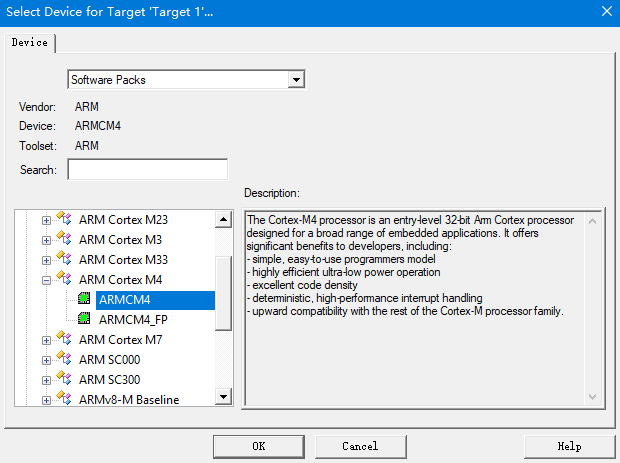 Select Device for Target 'Target 1'...
Device
Software Packs
Vendor: ARM
Device: ARMCM4
Toolset: ARM
Search:
Description:
ARM Cortex M23
ARM Cortex M3
ARM Cortex M33
ARM Cortex M4
ARMCM4
ARMCM4_FP
ARM Cortex M7
ARM SC000
ARM SC300
ARMv8-M Baseline
The Cortex-M4 processor is an entry-level 32-bit Arm Cortex processor
designed for a broad range of embedded applications. It offers
significant benefits to developers, including:
- simple, easy-to-use programmers model
- highly efficient ultra-low power operation
- excellent code density
- deterministic, high-performance interrupt handling
- upward compatibility with the rest of the Cortex-M processor family.
OK
Cancel
Help